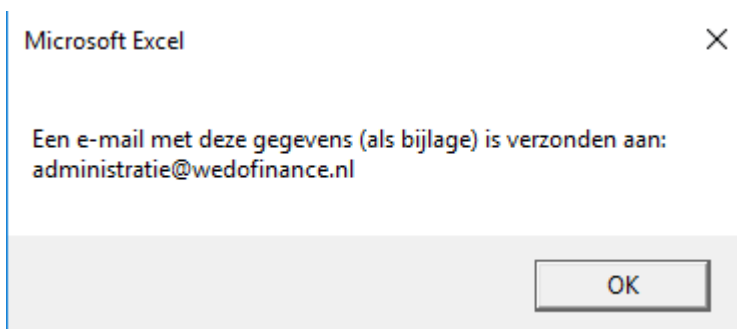 Microsoft Excel
Een e-mail met deze gegevens (als bijlage) is verzonden aan:
administratie@wedofinance.nl
OK